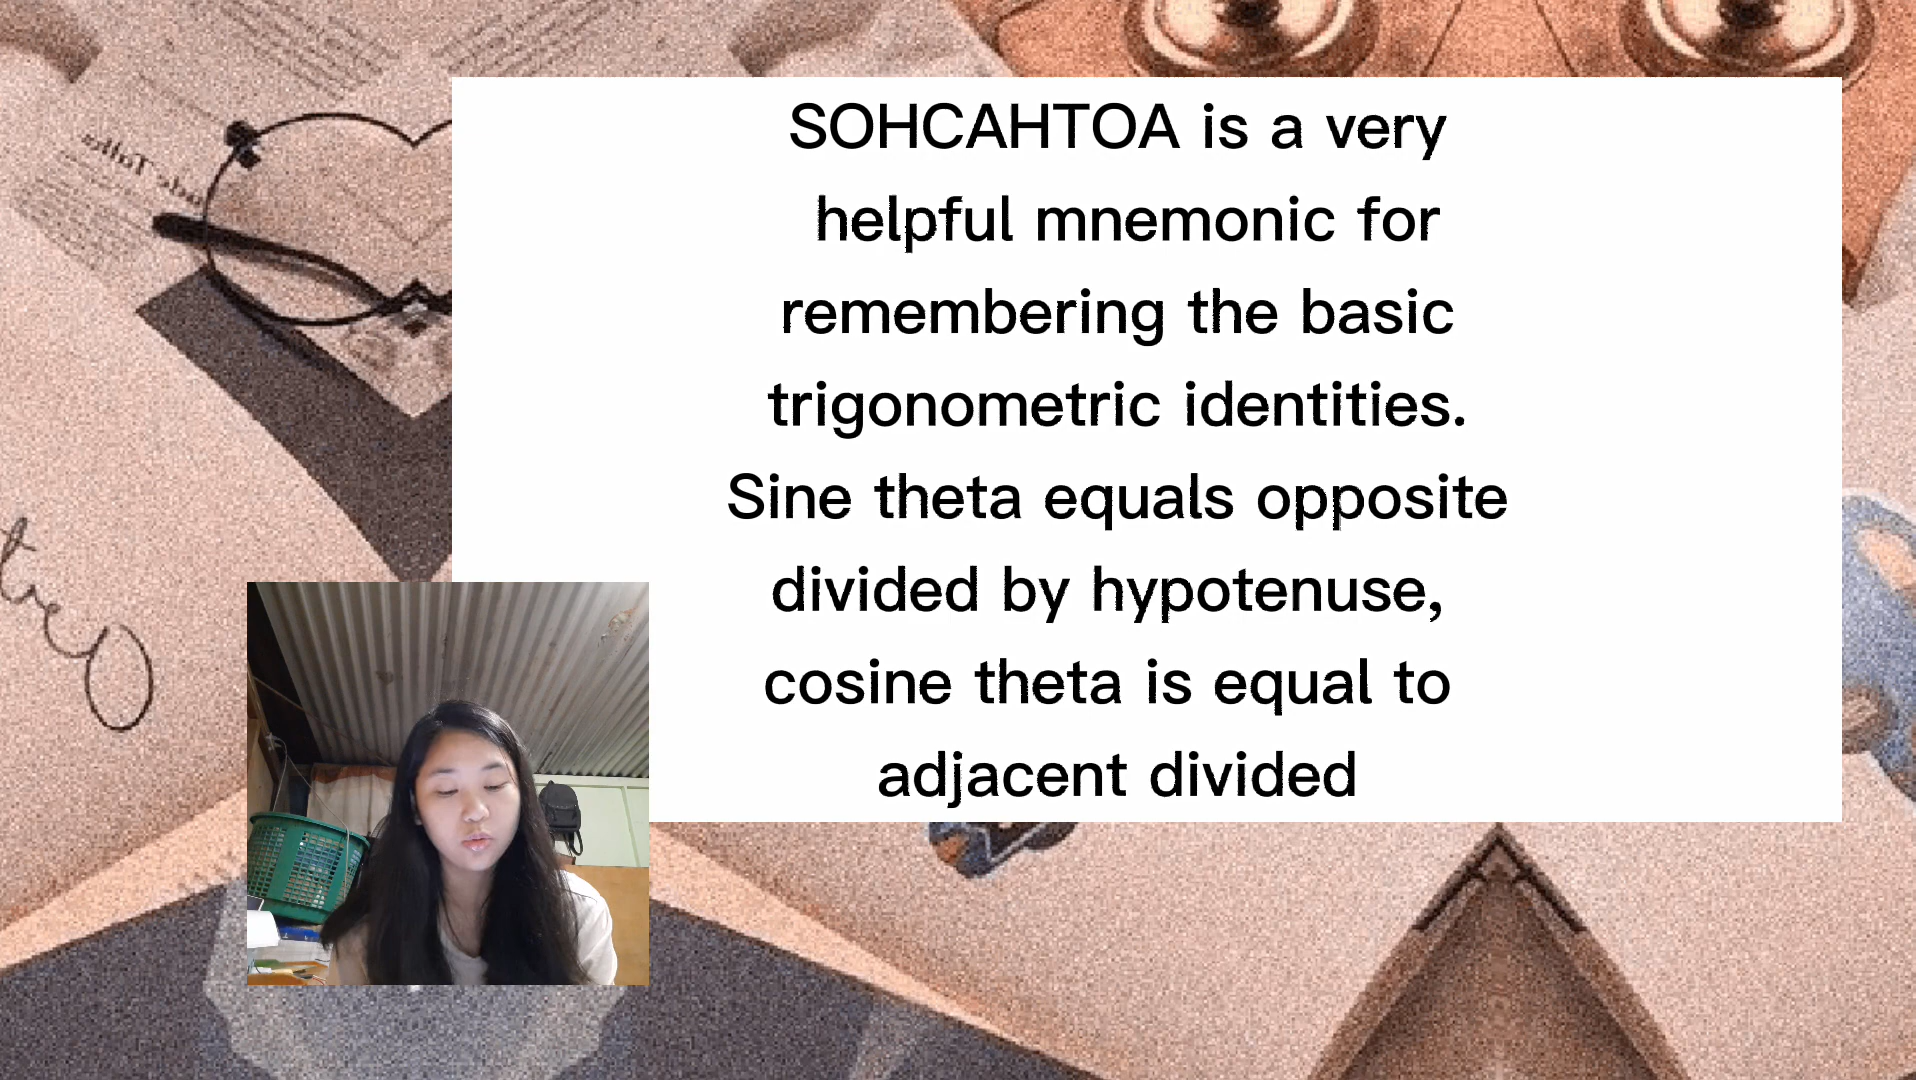 SOHCAHTOA is a very
helpful mnemonic for
remembering the basic
trigonometric identities.
Sine theta equals opposite
divided by hypotenuse,
cosine theta is equal to
adjacent divided